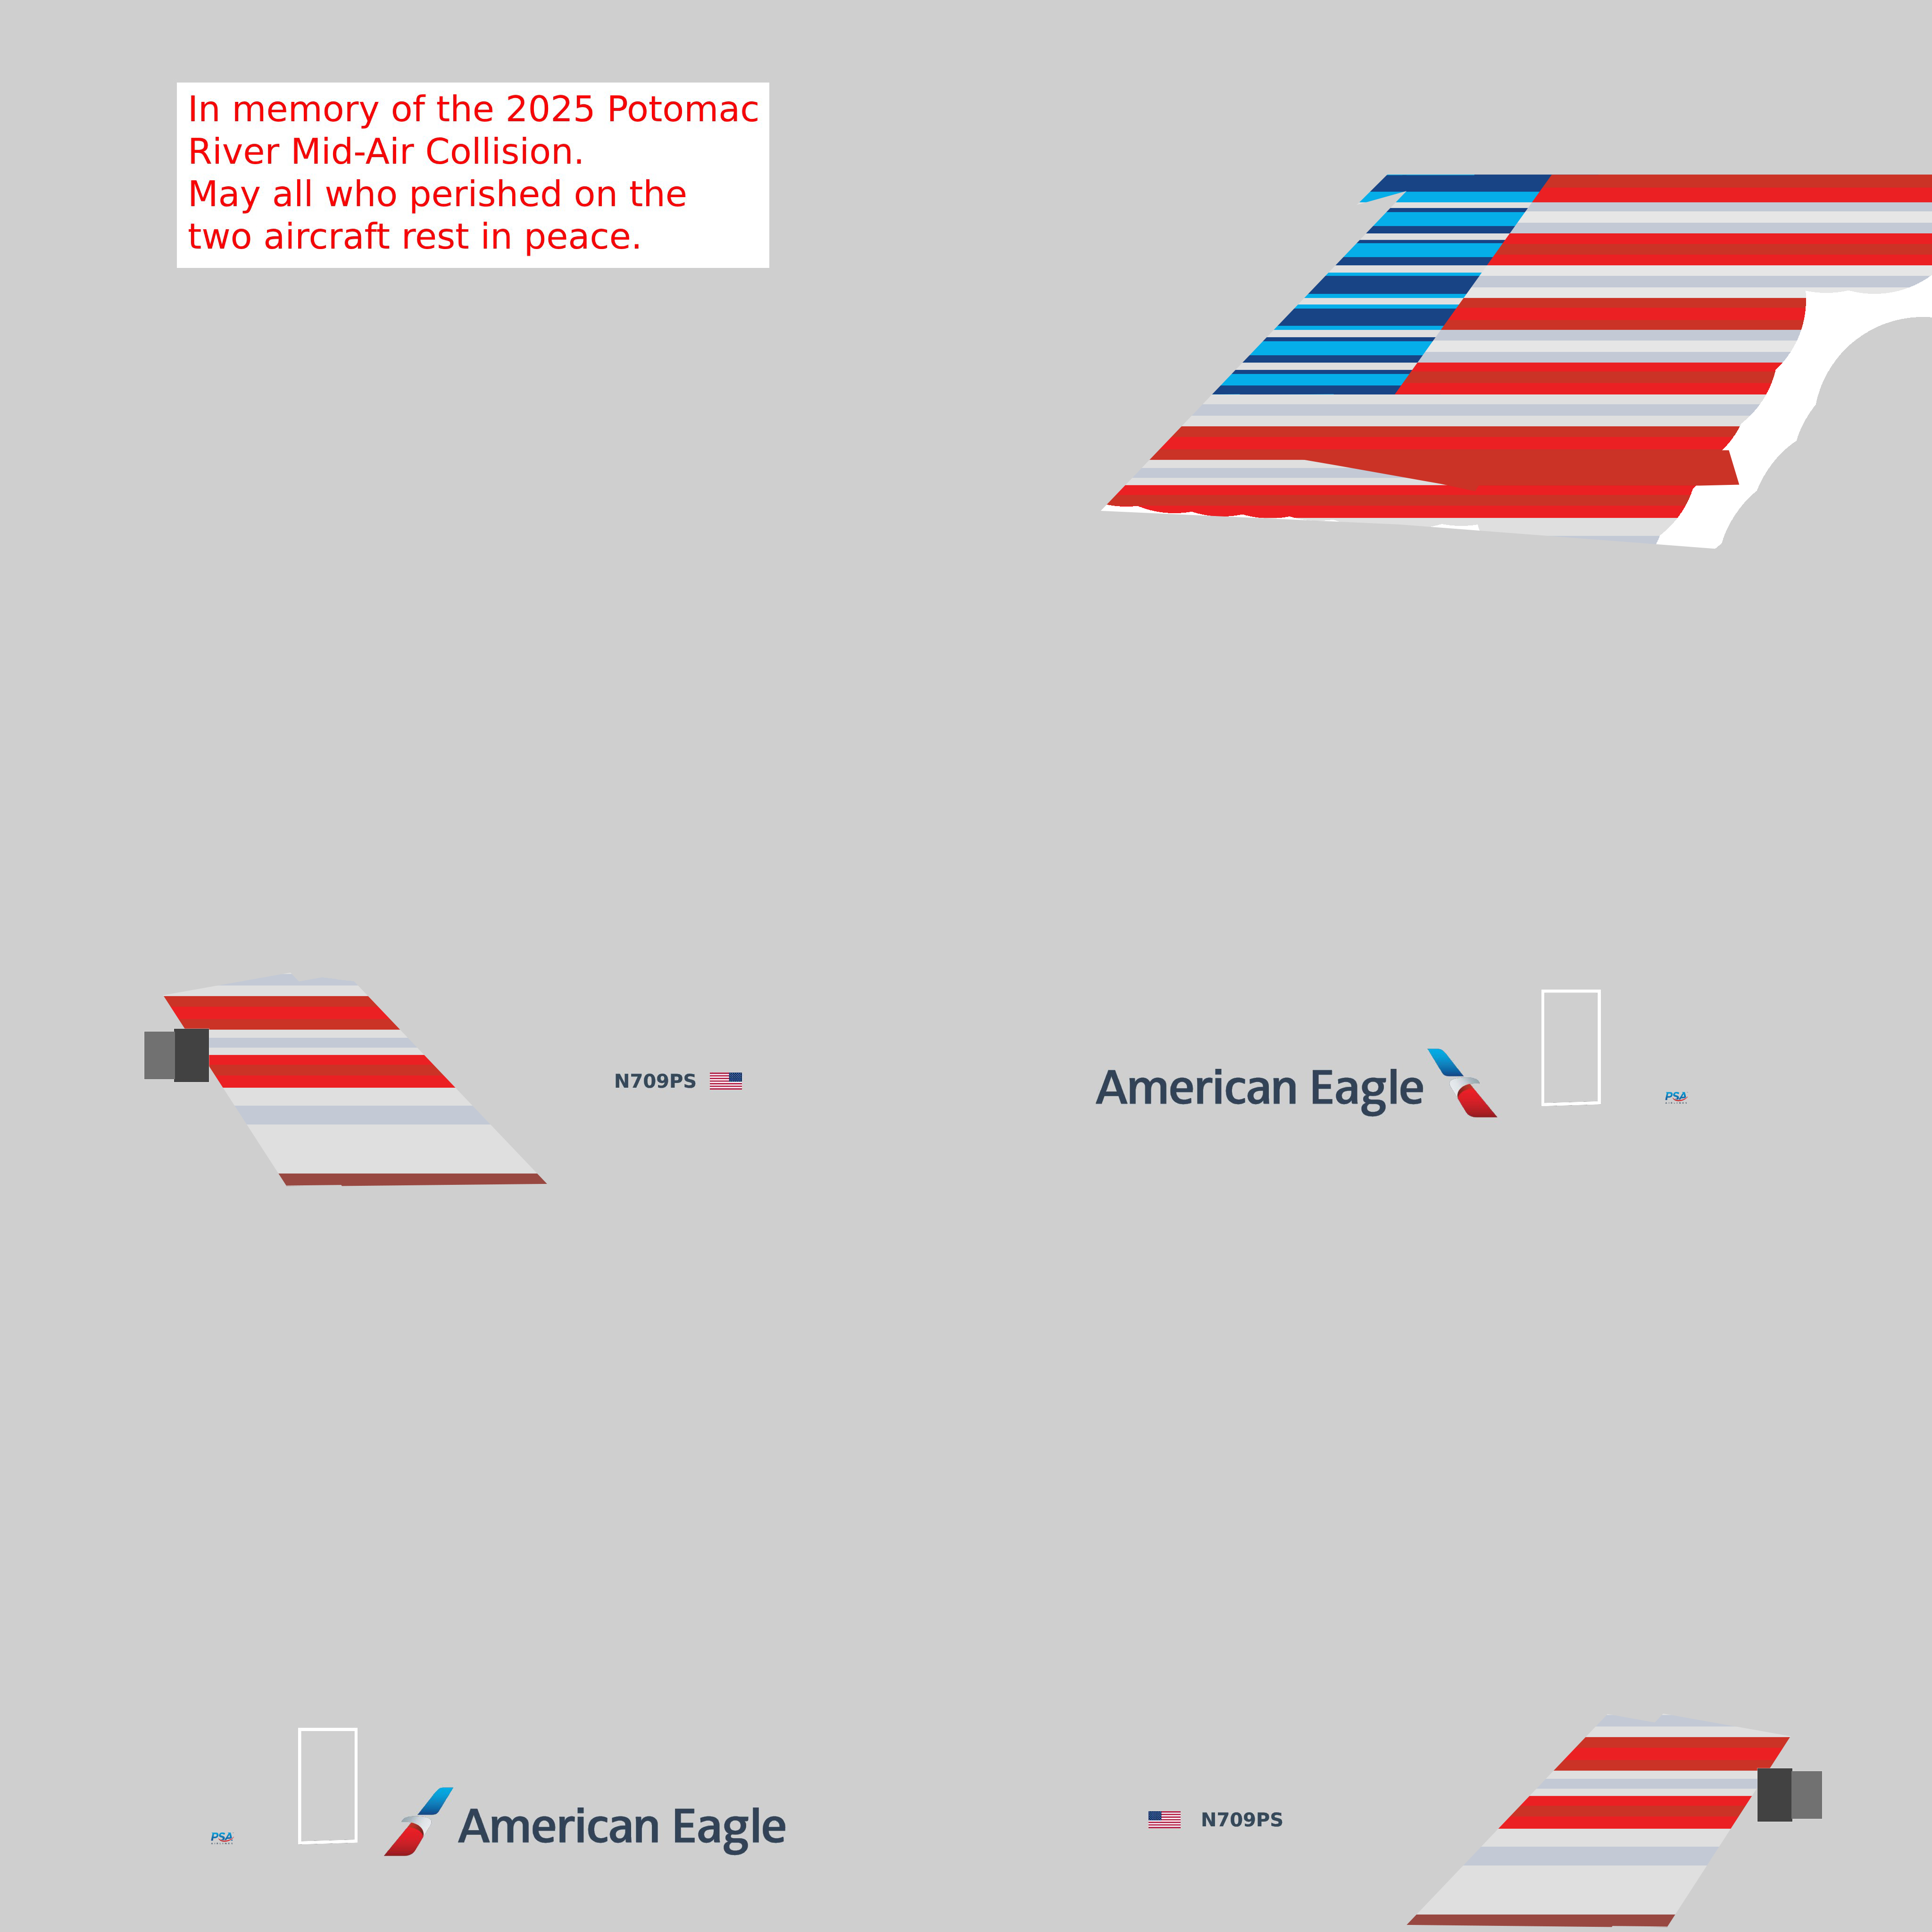 In memory of the 2025 Potomac
River Mid-Air Collision.
May all who perished on the
two aircraft rest in peace.
N709PS
American Eagle
PSA
PSA
American Eagle
N709PS